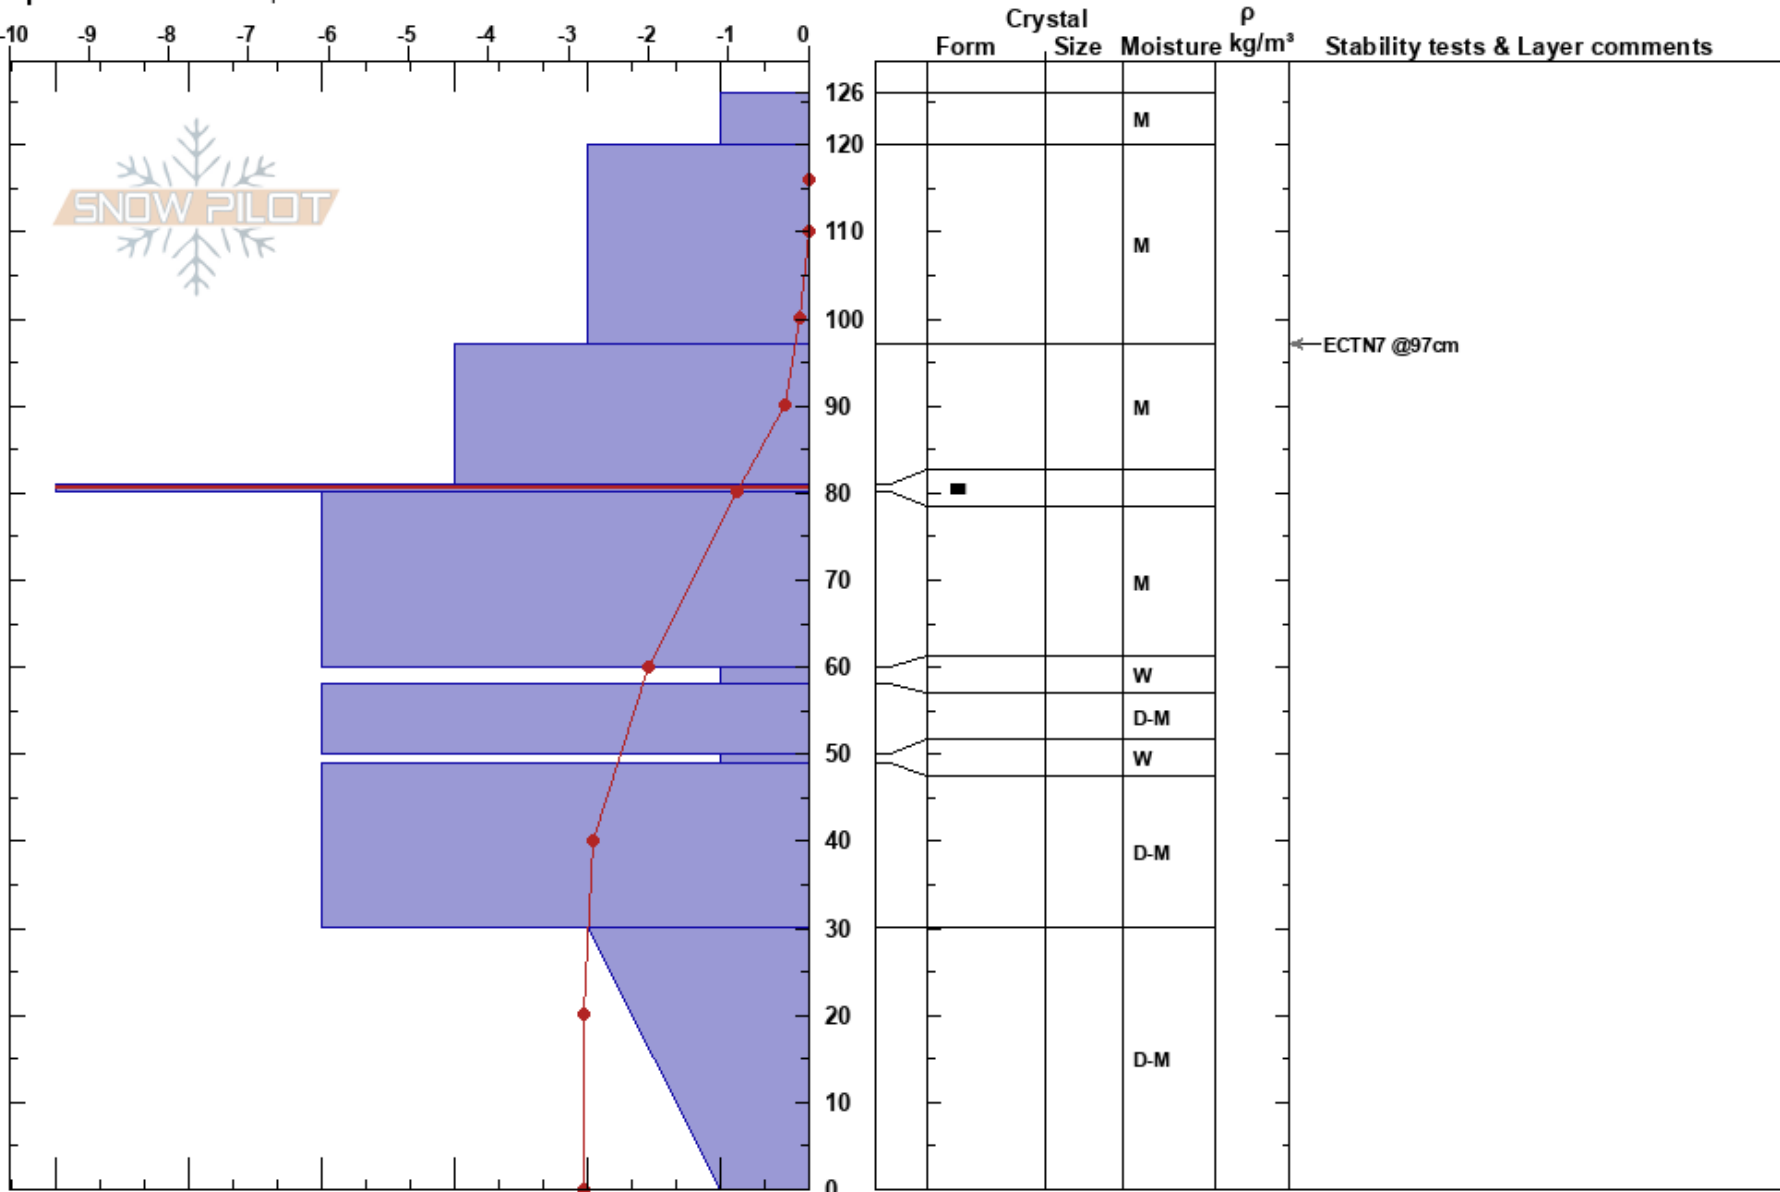 Crystal ρ
-10 -9 -8 -7 -6 -5 -4 -3 -2 -1 0 Form Size Moisture kg/m³ Stability tests & Layer comments
126
M
120
SNOW PILOT
110 M
100
ECTN7 @97cm
90 M
80
70 M
60 W
D-M
50 W
40 D-M
30
20
D-M
10
0